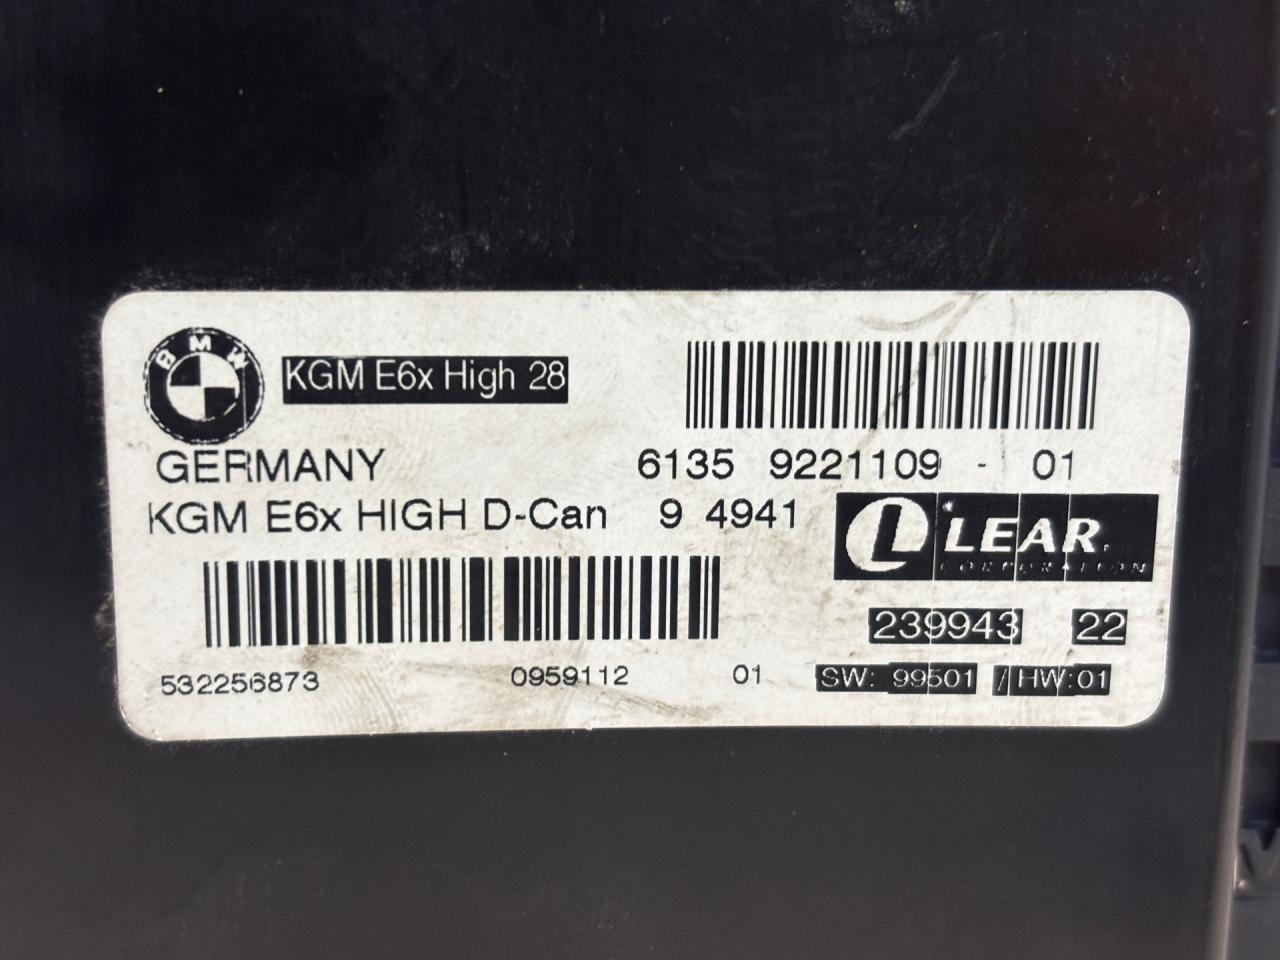 BMW
KGM E6x High 28
GERMANY
6135 9221109 - 01
KGM E6x HIGH D-Can 9 4941
L LEAR.
CORPORATION
239943 22
532256873 0959112 01 SW: 99501 / HW:01